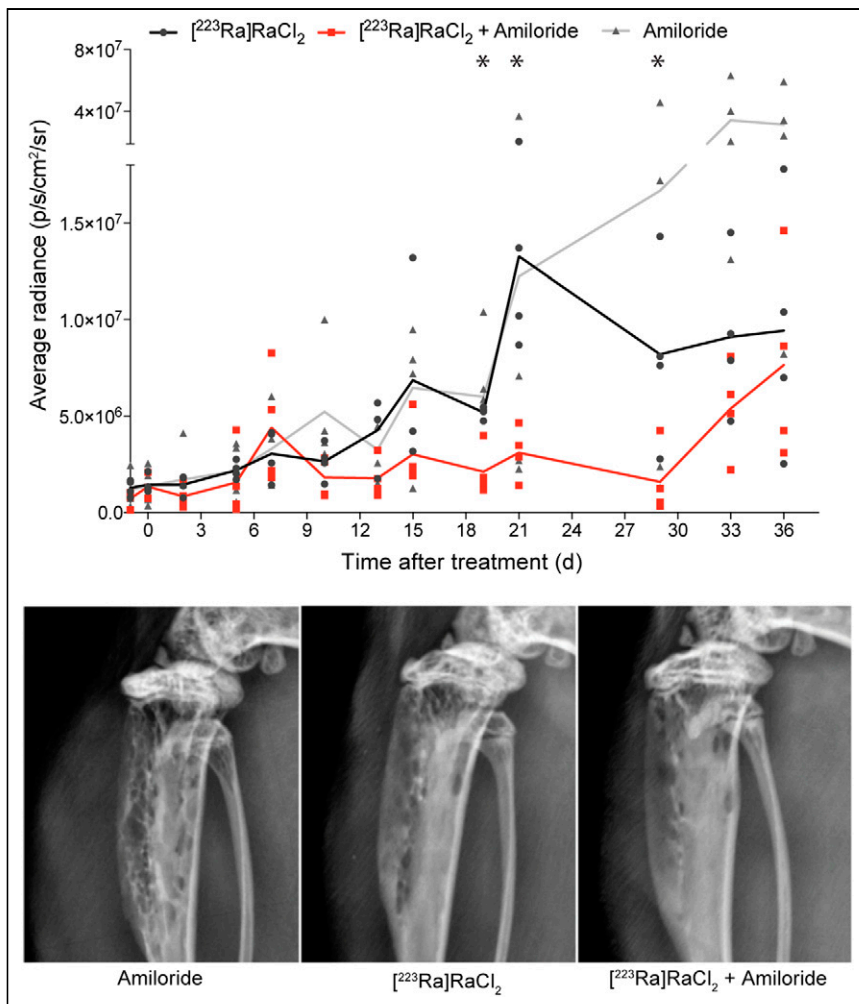 [²²³Ra]RaCl₂ [²²³Ra]RaCl₂ + Amiloride Amiloride
8×10⁷
4×10⁷
1.5×10⁷
1.0×10⁷
5.0×10⁶
0.0
* * *
Average radiance (p/s/cm²/sr)
0 3 6 9 12 15 18 21 24 27 30 33 36
Time after treatment (d)
Amiloride [²²³Ra]RaCl₂ [²²³Ra]RaCl₂ + Amiloride